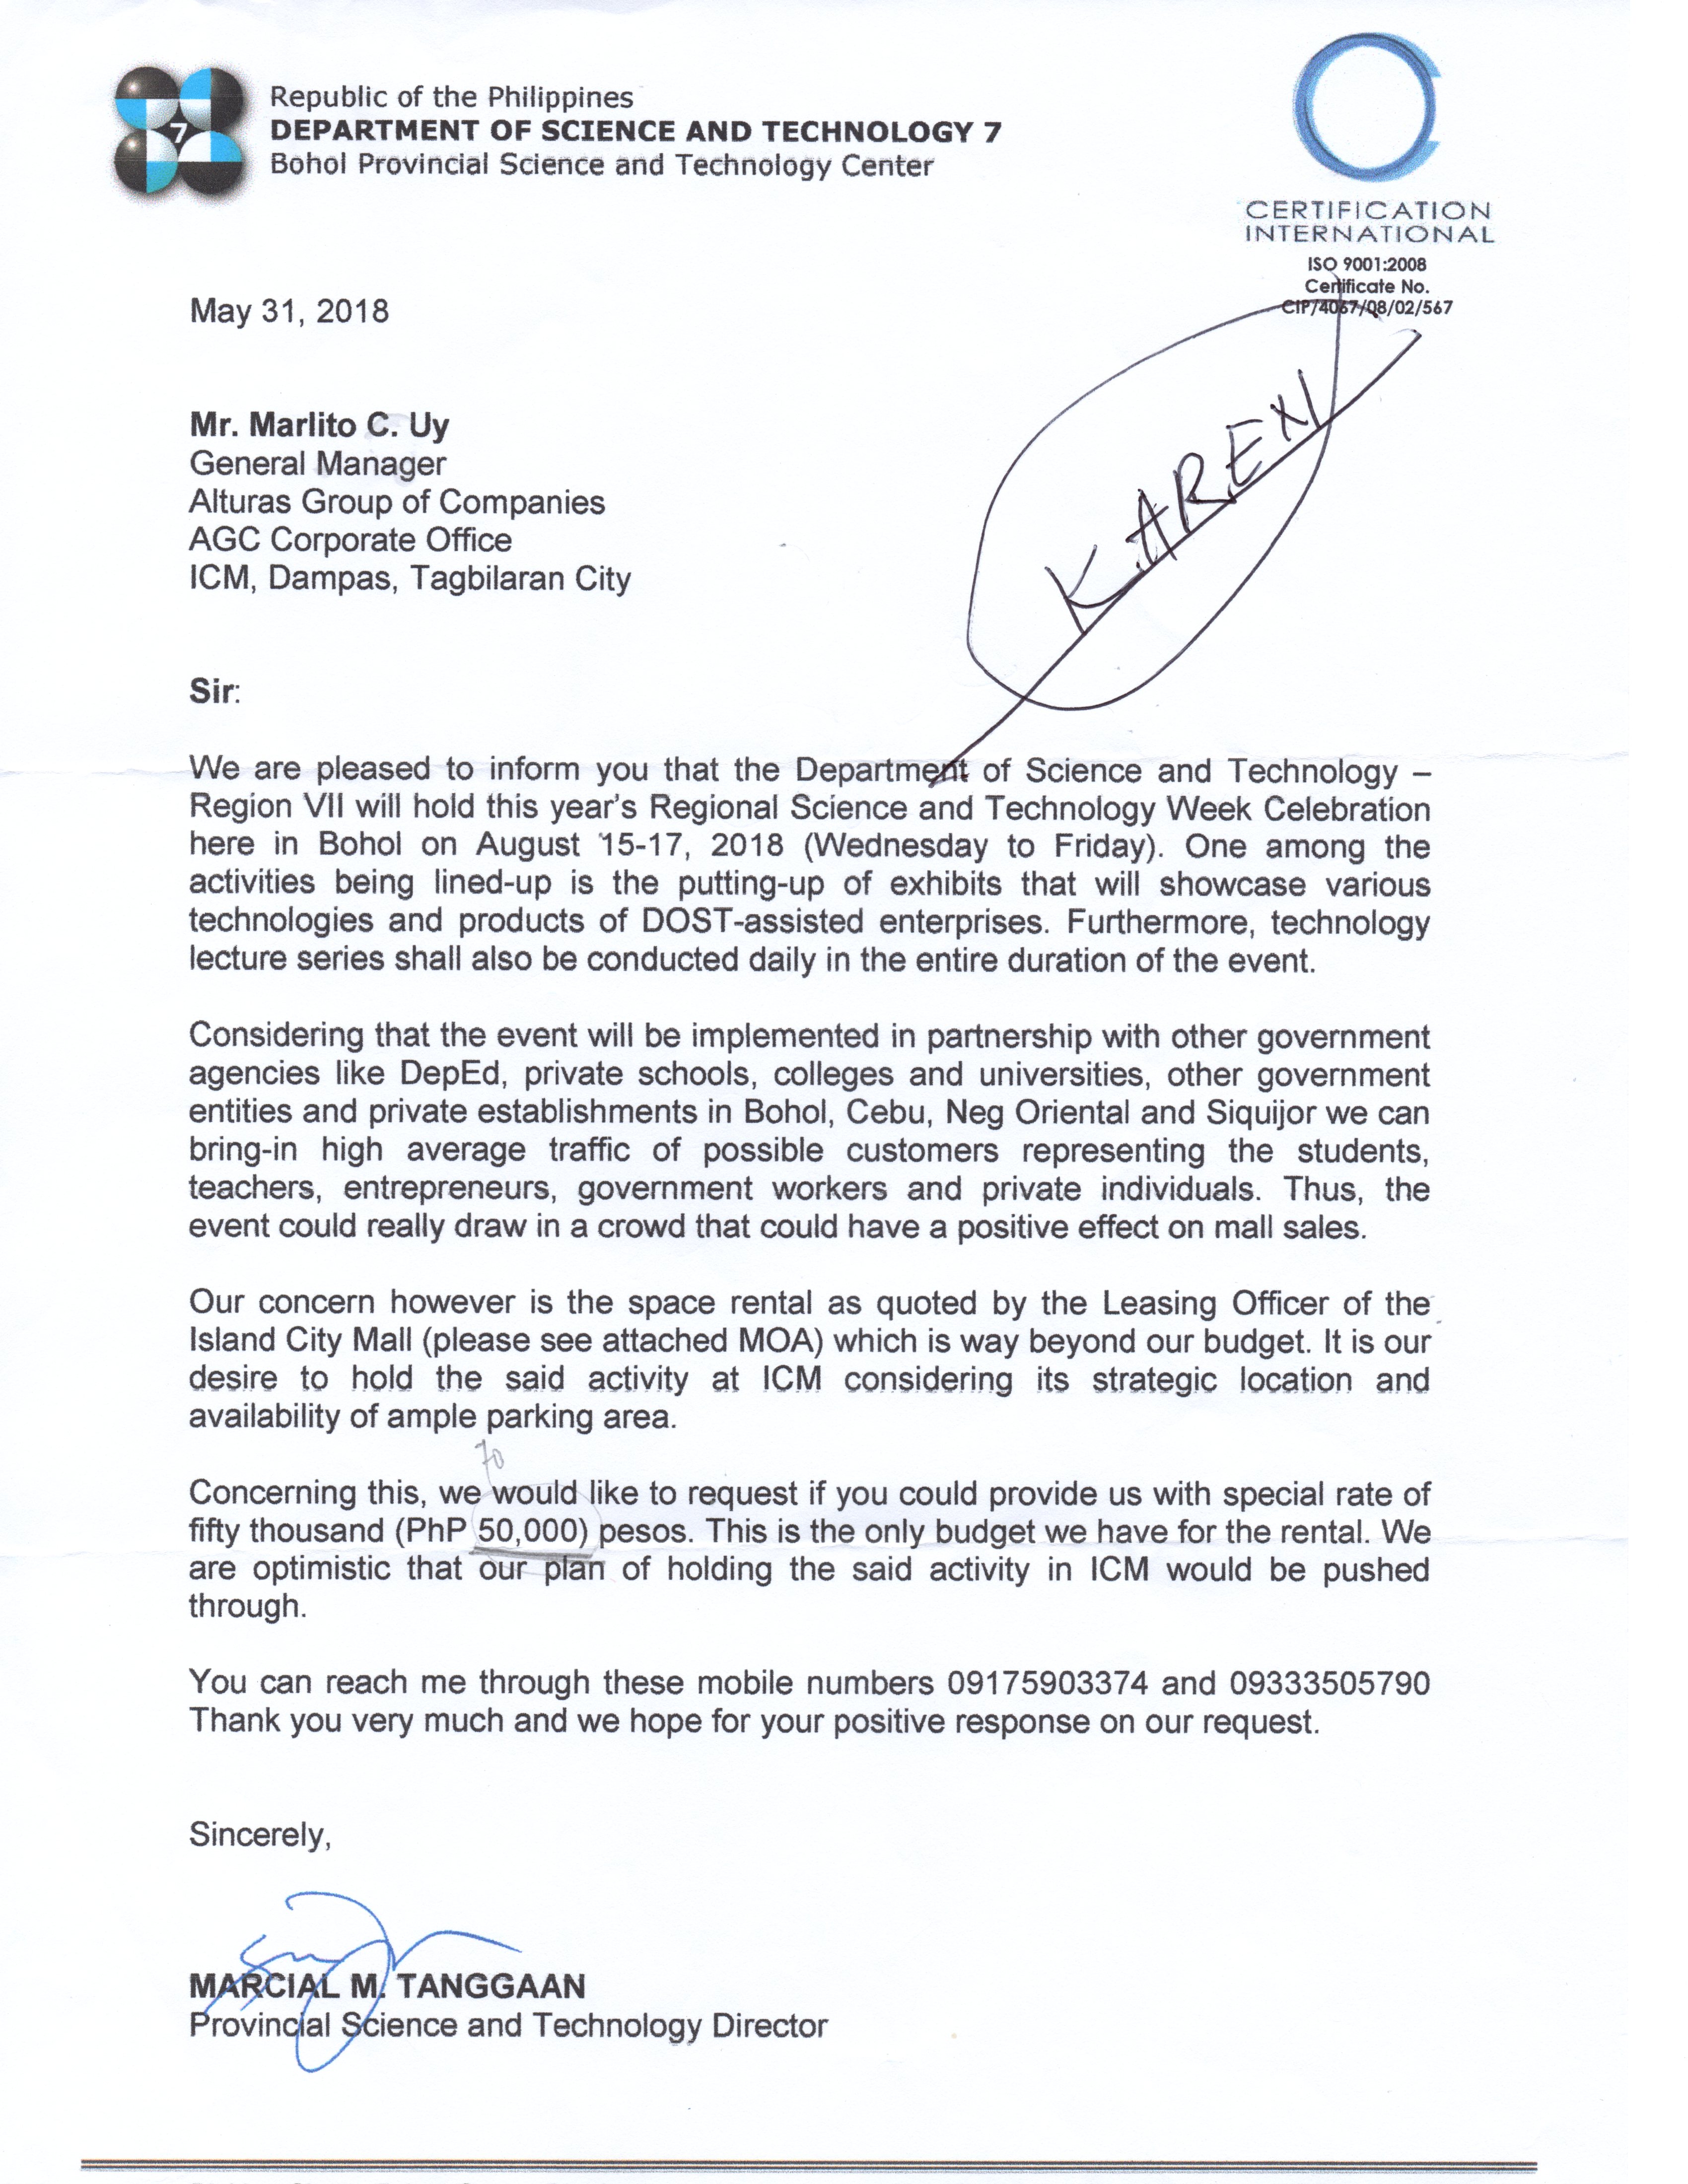 Republic of the Philippines
DEPARTMENT OF SCIENCE AND TECHNOLOGY 7
Bohol Provincial Science and Technology Center
7
CERTIFICATION
INTERNATIONAL
ISO 9001:2008
Certificate No.
CIP/4067/08/02/567
May 31, 2018
KAREN
Mr. Marlito C. Uy
General Manager
Alturas Group of Companies
AGC Corporate Office
ICM, Dampas, Tagbilaran City
Sir:
We are pleased to inform you that the Department of Science and Technology –
Region VII will hold this year's Regional Science and Technology Week Celebration
here in Bohol on August 15-17, 2018 (Wednesday to Friday). One among the
activities being lined-up is the putting-up of exhibits that will showcase various
technologies and products of DOST-assisted enterprises. Furthermore, technology
lecture series shall also be conducted daily in the entire duration of the event.
Considering that the event will be implemented in partnership with other government
agencies like DepEd, private schools, colleges and universities, other government
entities and private establishments in Bohol, Cebu, Neg Oriental and Siquijor we can
bring-in high average traffic of possible customers representing the students,
teachers, entrepreneurs, government workers and private individuals. Thus, the
event could really draw in a crowd that could have a positive effect on mall sales.
Our concern however is the space rental as quoted by the Leasing Officer of the
Island City Mall (please see attached MOA) which is way beyond our budget. It is our
desire to hold the said activity at ICM considering its strategic location and
availability of ample parking area.
70
Concerning this, we would like to request if you could provide us with special rate of
fifty thousand (PhP 50,000) pesos. This is the only budget we have for the rental. We
are optimistic that our plan of holding the said activity in ICM would be pushed
through.
You can reach me through these mobile numbers 09175903374 and 09333505790
Thank you very much and we hope for your positive response on our request.
Sincerely,
MARCIAL M. TANGGAAN
Provincial Science and Technology Director